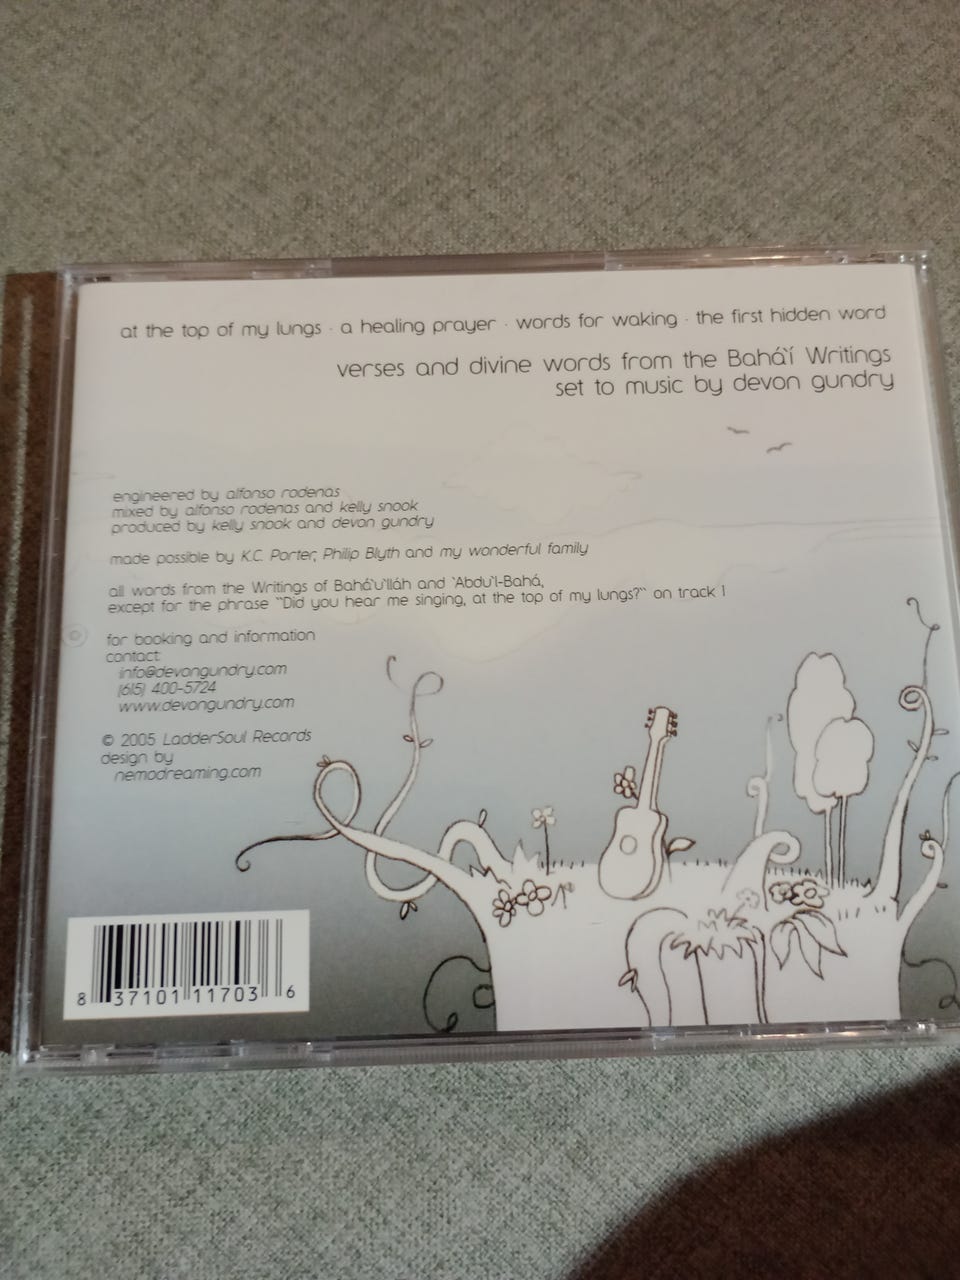 at the top of my lungs · a healing prayer · words for waking · the first hidden word
verses and divine words from the Bahá'í Writings
set to music by devon gundry
engineered by alfonso rodenas
mixed by alfonso rodenas and kelly snook
produced by kelly snook and devon gundry
made possible by K.C. Porter, Philip Blyth and my wonderful family
all words from the Writings of Bahá'u'lláh and 'Abdu'l-Bahá,
except for the phrase "Did you hear me singing, at the top of my lungs?" on track 1
for booking and information
contact:
info@devongundry.com
(615) 400-5724
www.devongundry.com
© 2005 LadderSoul Records
design by
nemodreaming.com
8 37101 11703 6